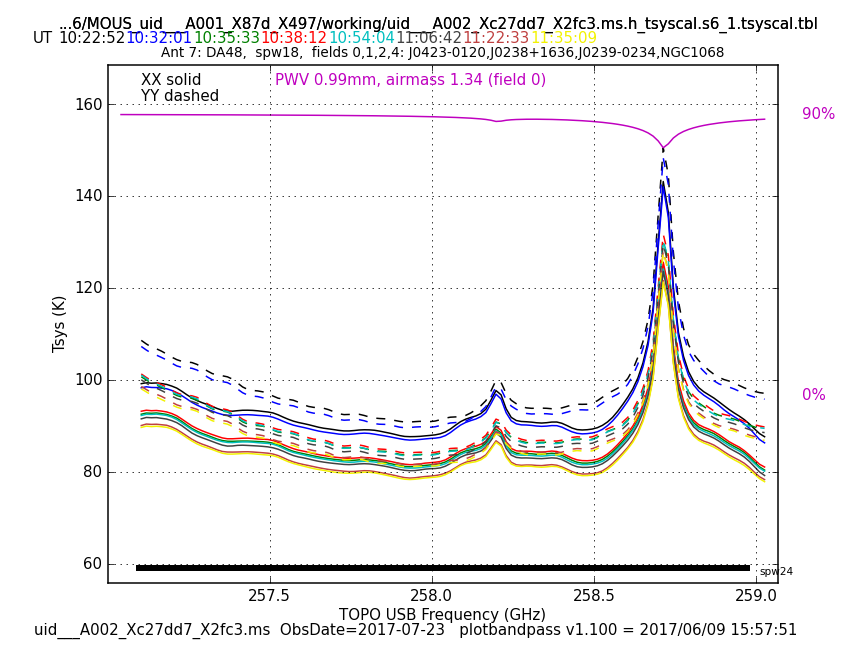 ...6/MOUS_uid___A001_X87d_X497/working/uid___A002_Xc27dd7_X2fc3.ms.h_tsyscal.s6_1.tsyscal.tbl
UT 10:22:52 10:32:01 10:35:33 10:38:12 10:54:04 11:06:42 11:22:33 11:35:09
Ant 7: DA48, spw18, fields 0,1,2,4: J0423-0120,J0238+1636,J0239-0234,NGC1068
XX solid
PWV 0.99mm, airmass 1.34 (field 0)
YY dashed
160
140
120
100
80
60
90%
0%
Tsys (K)
spw24
257.5 258.0 258.5 259.0
TOPO USB Frequency (GHz)
uid___A002_Xc27dd7_X2fc3.ms ObsDate=2017-07-23 plotbandpass v1.100 = 2017/06/09 15:57:51